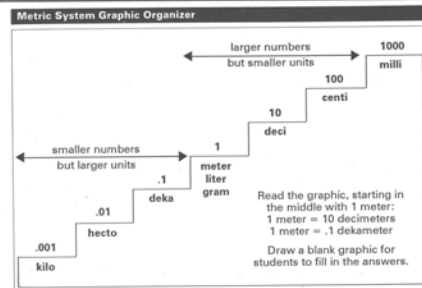 Metric System Graphic Organizer
larger numbers
but smaller units
1000
milli
100
centi
10
deci
smaller numbers
but larger units
1
meter
liter
gram
.1
deka
.01
hecto
.001
kilo
Read the graphic, starting in
the middle with 1 meter:
1 meter = 10 decimeters
1 meter = .1 dekameter
Draw a blank graphic for
students to fill in the answers.